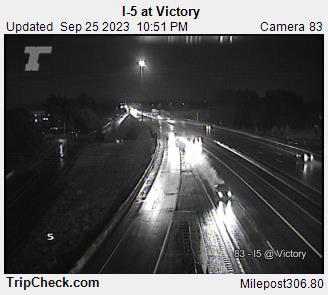 I-5 at Victory
Updated Sep 25 2023 10:51 PM Camera 83
T
S
83 - I5 @ Victory
TripCheck.com Milepost306.80